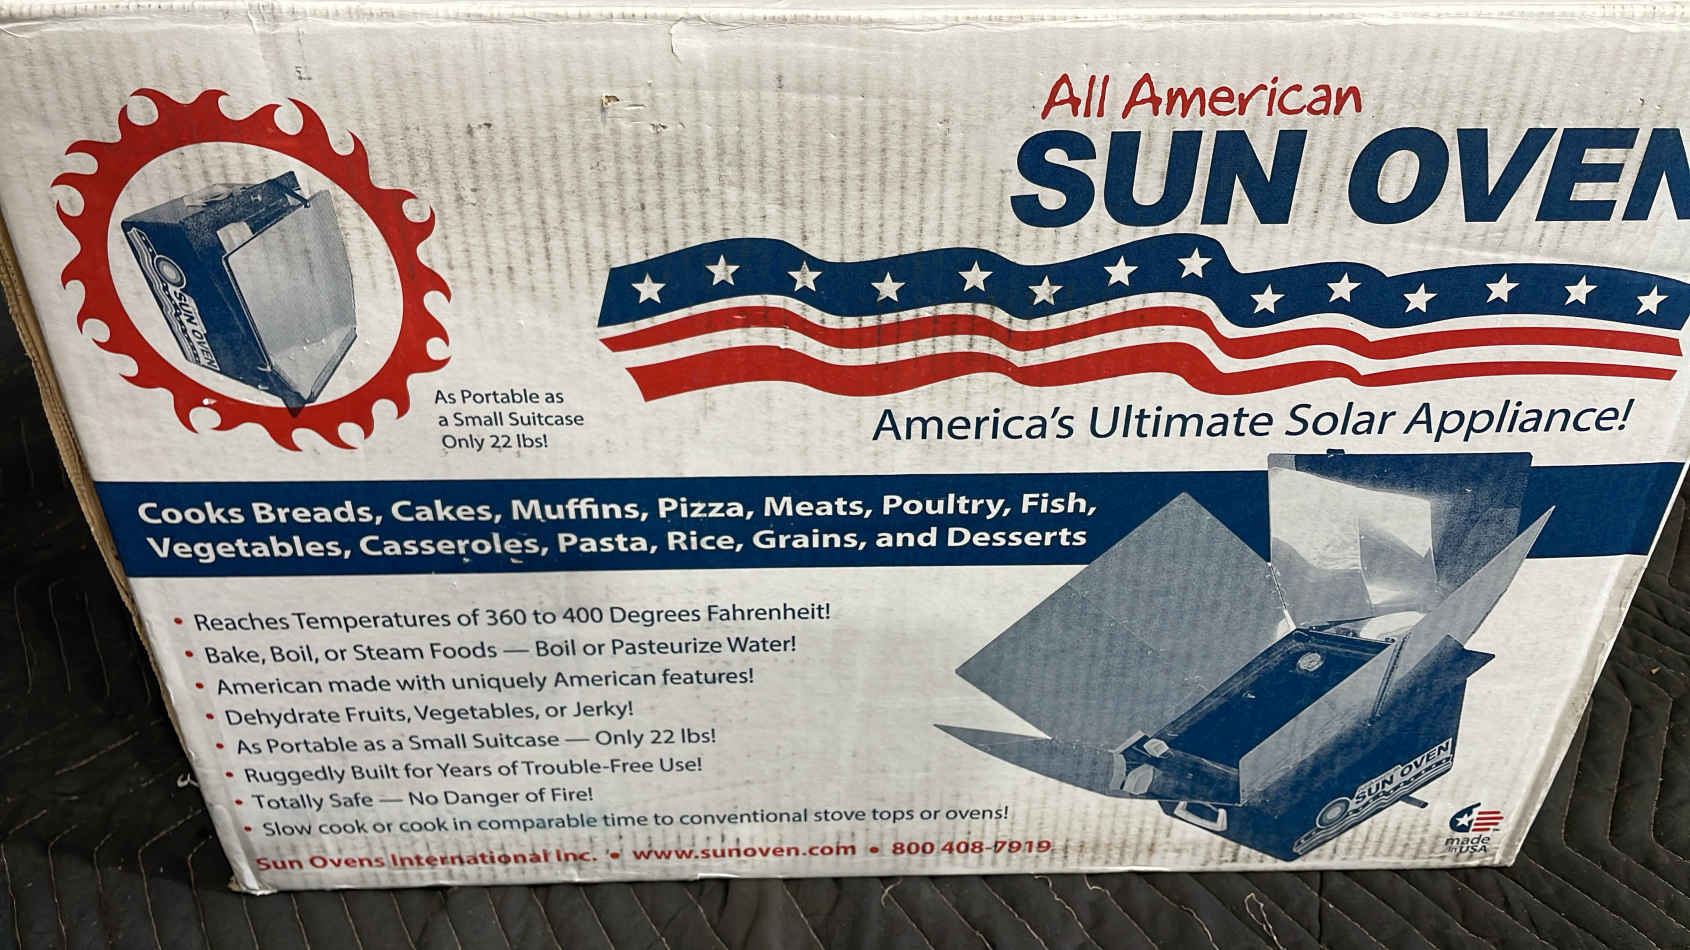 All American
SUN OVEN
SUN OVEN
As Portable as
a Small Suitcase
Only 22 lbs!
America's Ultimate Solar Appliance!
Cooks Breads, Cakes, Muffins, Pizza, Meats, Poultry, Fish,
Vegetables, Casseroles, Pasta, Rice, Grains, and Desserts
• Reaches Temperatures of 360 to 400 Degrees Fahrenheit!
• Bake, Boil, or Steam Foods — Boil or Pasteurize Water!
• American made with uniquely American features!
• Dehydrate Fruits, Vegetables, or Jerky!
• As Portable as a Small Suitcase — Only 22 lbs!
• Ruggedly Built for Years of Trouble-Free Use!
• Totally Safe — No Danger of Fire!
• Slow cook or cook in comparable time to conventional stove tops or ovens!
SUN OVEN
made
in USA
Sun Ovens International Inc. • www.sunoven.com • 800 408-7919